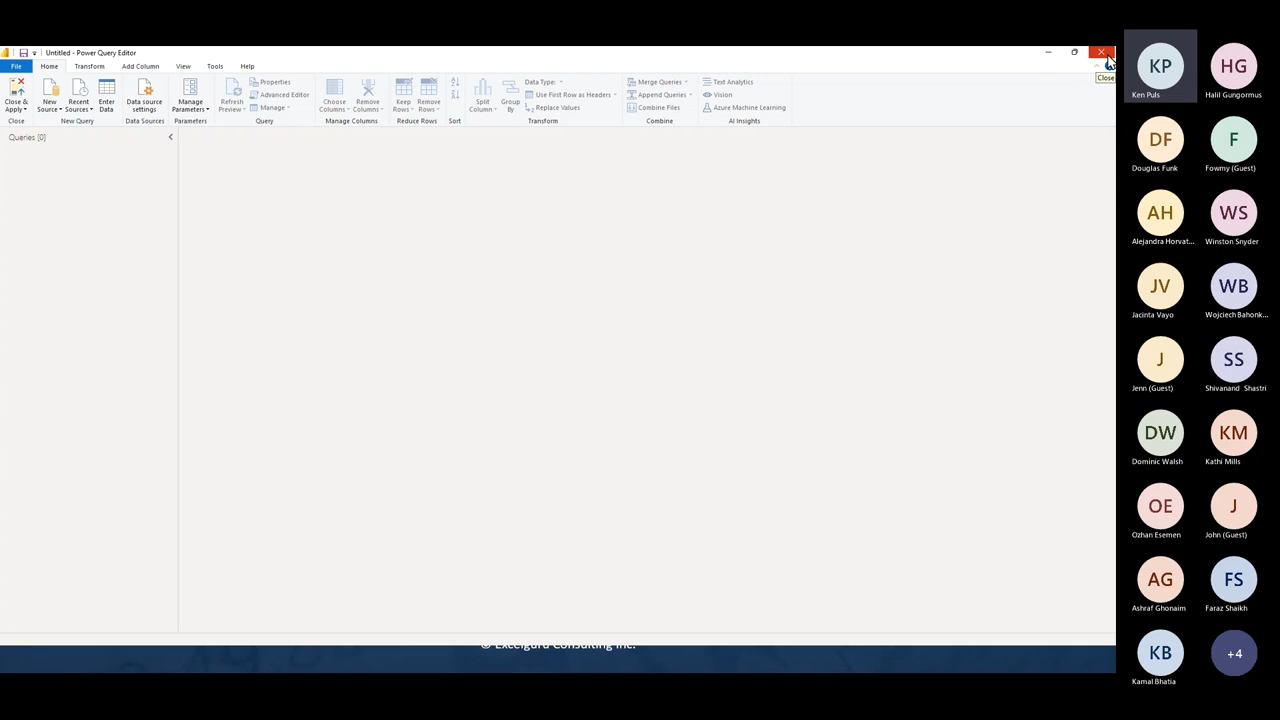 Untitled - Power Query Editor
File Home Transform Add Column View Tools Help
Close & Apply
New Source
Recent Sources
Enter Data
Data source settings
Manage Parameters
Refresh Preview
Properties
Advanced Editor
Manage
Choose Columns
Remove Columns
Keep Rows
Remove Rows
Split Column
Group By
Data Type:
Use First Row as Headers
Replace Values
Merge Queries
Append Queries
Combine Files
Text Analytics
Vision
Azure Machine Learning
Close
Close New Query Data Sources Parameters Query Manage Columns Reduce Rows Sort Transform Combine AI Insights
Queries [0]
© Excelguru Consulting Inc.
KP
Ken Puls
HG
Halil Gungormus
DF
Douglas Funk
F
Fowmy (Guest)
AH
Alejandra Horvat...
WS
Winston Snyder
JV
Jacinta Vayo
WB
Wojciech Bahonk...
J
Jenn (Guest)
SS
Shivanand Shastri
DW
Dominic Walsh
KM
Kathi Mills
OE
Ozhan Esemen
J
John (Guest)
AG
Ashraf Ghonaim
FS
Faraz Shaikh
KB
Kamal Bhatia
+4